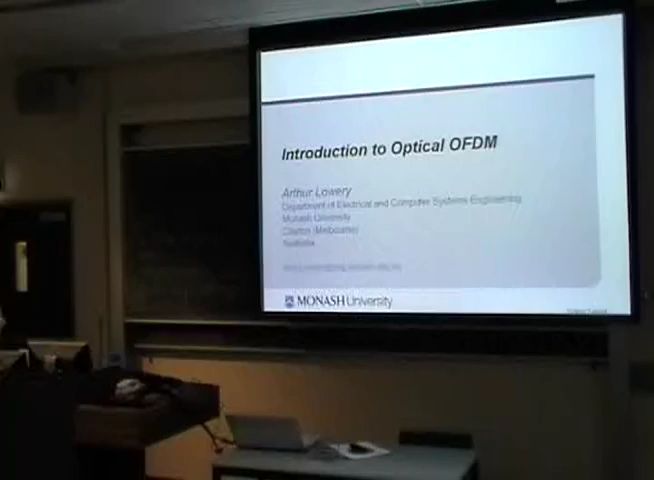 Introduction to Optical OFDM
Arthur Lowery
Department of Electrical and Computer Systems Engineering
Monash University
Clayton (Melbourne)
Australia
MONASH University